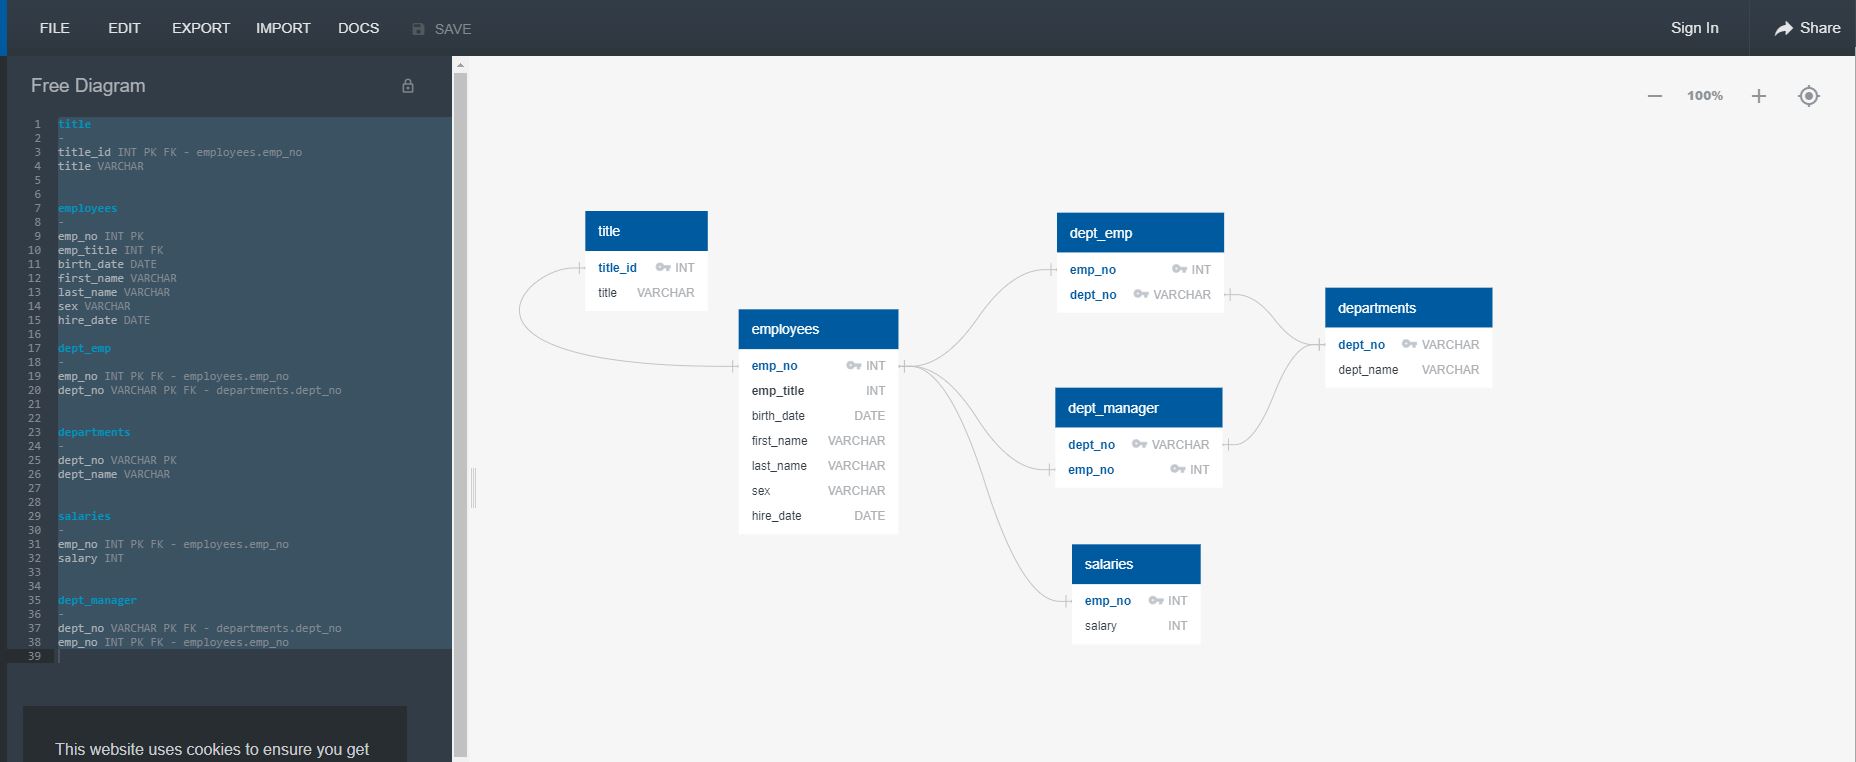 FILE EDIT EXPORT IMPORT DOCS SAVE Sign In Share
Free Diagram
1 title
2 -
3 title_id INT PK FK - employees.emp_no
4 title VARCHAR
5
6
7 employees
8 -
9 emp_no INT PK
10 emp_title INT FK
11 birth_date DATE
12 first_name VARCHAR
13 last_name VARCHAR
14 sex VARCHAR
15 hire_date DATE
16
17 dept_emp
18 -
19 emp_no INT PK FK - employees.emp_no
20 dept_no VARCHAR PK FK - departments.dept_no
21
22
23 departments
24 -
25 dept_no VARCHAR PK
26 dept_name VARCHAR
27
28
29 salaries
30 -
31 emp_no INT PK FK - employees.emp_no
32 salary INT
33
34
35 dept_manager
36 -
37 dept_no VARCHAR PK FK - departments.dept_no
38 emp_no INT PK FK - employees.emp_no
39
This website uses cookies to ensure you get
100%
title
title_id INT
title VARCHAR
employees
emp_no INT
emp_title INT
birth_date DATE
first_name VARCHAR
last_name VARCHAR
sex VARCHAR
hire_date DATE
dept_emp
emp_no INT
dept_no VARCHAR
dept_manager
dept_no VARCHAR
emp_no INT
salaries
emp_no INT
salary INT
departments
dept_no VARCHAR
dept_name VARCHAR